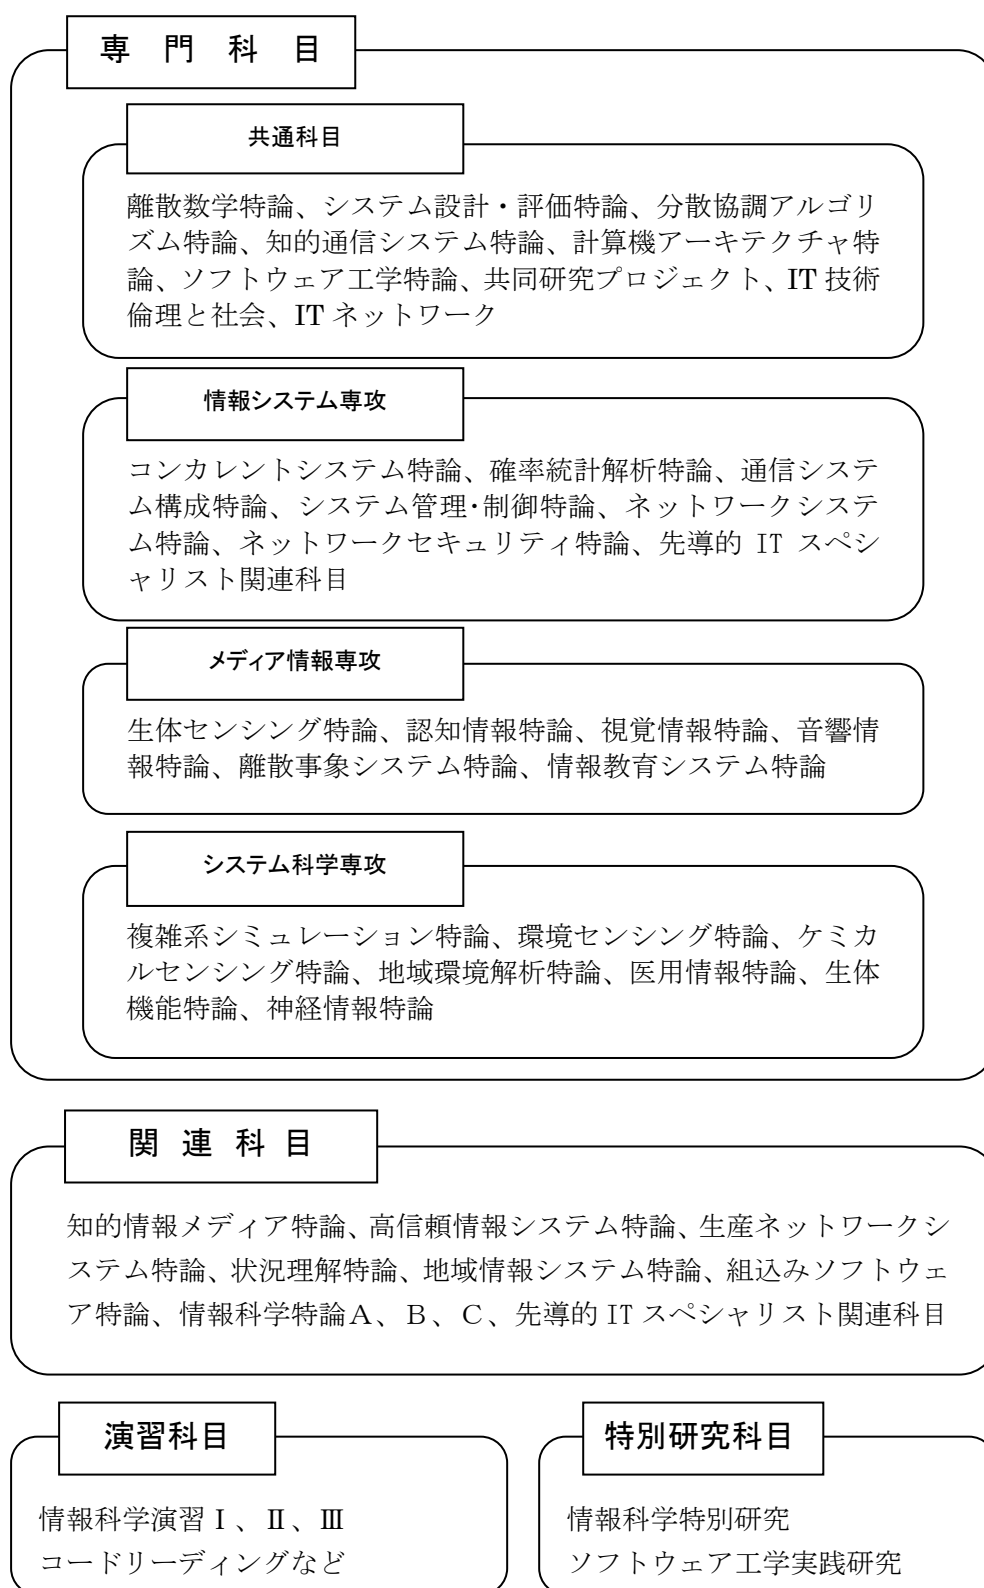 専門科目
共通科目
離散数学特論、システム設計・評価特論、分散協調アルゴリ
ズム特論、知的通信システム特論、計算機アーキテクチャ特
論、ソフトウェア工学特論、共同研究プロジェクト、IT 技術
倫理と社会、IT ネットワーク
情報システム専攻
コンカレントシステム特論、確率統計解析特論、通信システ
ム構成特論、システム管理・制御特論、ネットワークシステ
ム特論、ネットワークセキュリティ特論、先導的 IT スペシ
ャリスト関連科目
メディア情報専攻
生体センシング特論、認知情報特論、視覚情報特論、音響情
報特論、離散事象システム特論、情報教育システム特論
システム科学専攻
複雑系シミュレーション特論、環境センシング特論、ケミカ
ルセンシング特論、地域環境解析特論、医用情報特論、生体
機能特論、神経情報特論
関連科目
知的情報メディア特論、高信頼情報システム特論、生産ネットワークシ
ステム特論、状況理解特論、地域情報システム特論、組込みソフトウェ
ア特論、情報科学特論A、B、C、先導的 IT スペシャリスト関連科目
演習科目
情報科学演習Ⅰ、Ⅱ、Ⅲ
コードリーディングなど
特別研究科目
情報科学特別研究
ソフトウェア工学実践研究